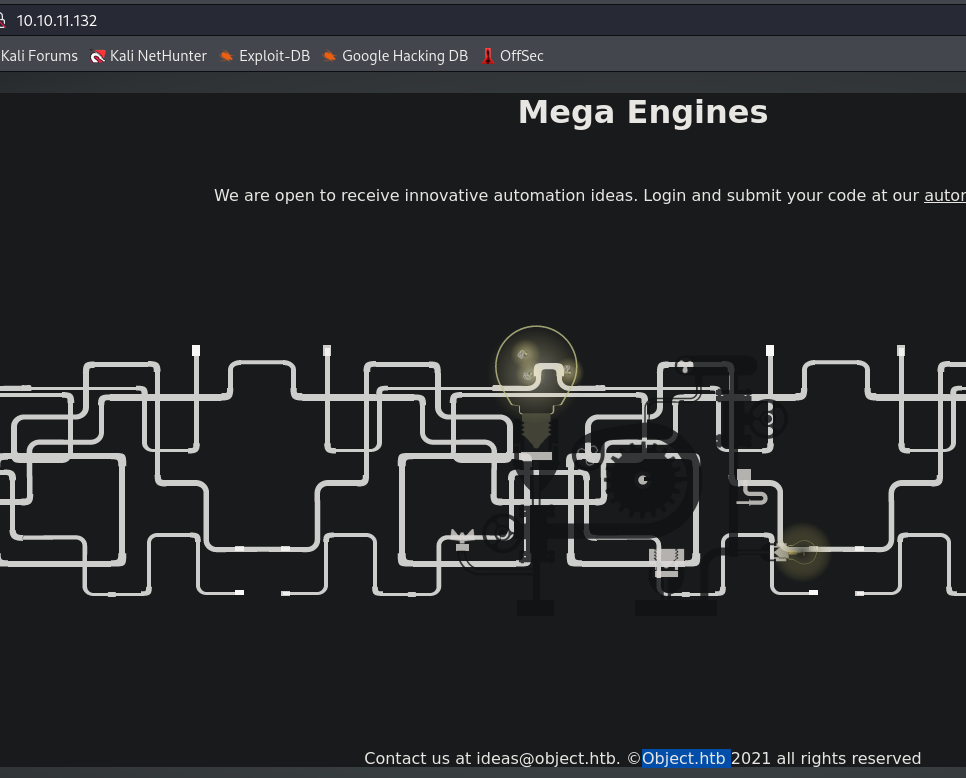 10.10.11.132
Kali Forums Kali NetHunter Exploit-DB Google Hacking DB OffSec
Mega Engines
We are open to receive innovative automation ideas. Login and submit your code at our
Contact us at ideas@object.htb. ©Object.htb 2021 all rights reserved